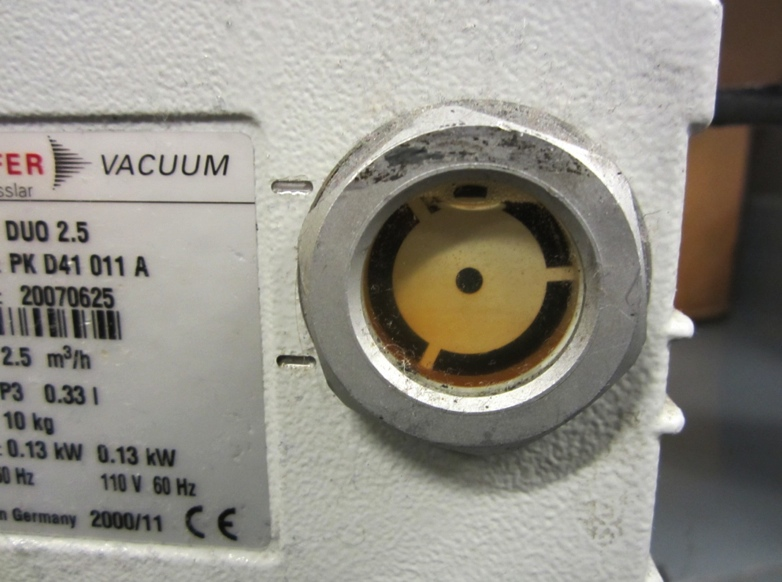 FER VACUUM
sslar
DUO 2.5
PK D41 011 A
: 20070625
2.5 m³/h
P3 0.33 l
10 kg
: 0.13 kW 0.13 kW
60 Hz 110 V 60 Hz
n Germany 2000/11 CE